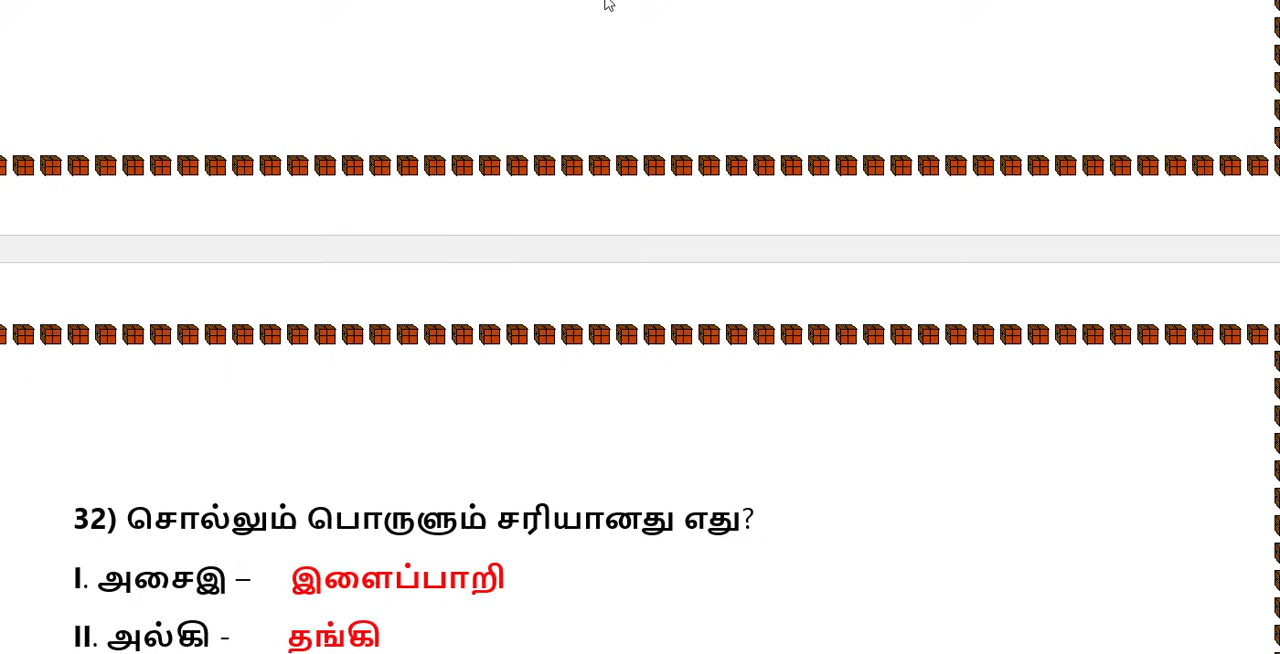 32) சொல்லும் பொருளும் சரியானது எது?
I. அசைஇ – இளைப்பாறி
II. அல்கி - தங்கி